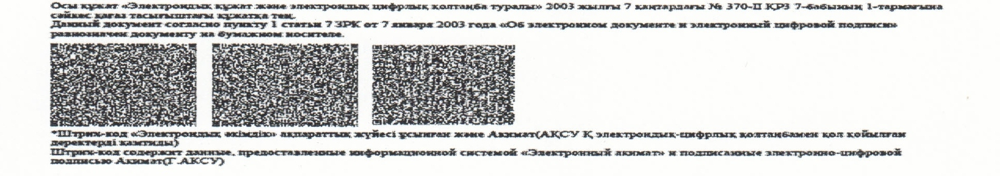 Осы құжат «Электрондық құжат және электрондық цифрлық қолтаңба туралы» 2003 жылғы 7 қаңтардағы № 370-II ҚРЗ 7-бабының 1-тармағына
сәйкес қағаз тасығыштағы құжатқа тең.
Данный документ согласно пункту 1 статьи 7 ЗРК от 7 января 2003 года «Об электронном документе и электронный цифровой подписи»
равнозначен документу на бумажном носителе.
*Штрих-код «Электрондық әкімдік» ақпараттық жүйесі ұсынған және Акимат(АҚСУ Қ электрондық-цифрлық қолтаңбамен қол қойылған
деректерді қамтиды)
Штрих-код содержит данные, предоставленные информационной системой «Электронный акимат» и подписанные электронно-цифровой
подписью Акимат(Г.АКСУ)